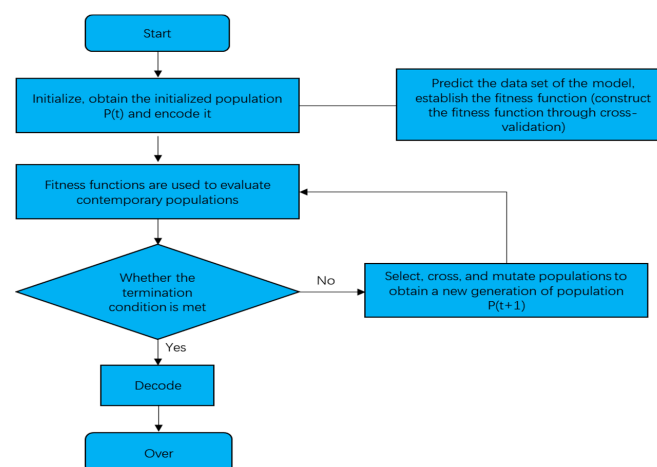 Start
Initialize, obtain the initialized population
P(t) and encode it
Predict the data set of the model,
establish the fitness function (construct
the fitness function through cross-
validation)
Fitness functions are used to evaluate
contemporary populations
Whether the
termination
condition is met
No
Select, cross, and mutate populations to
obtain a new generation of population
P(t+1)
Yes
Decode
Over